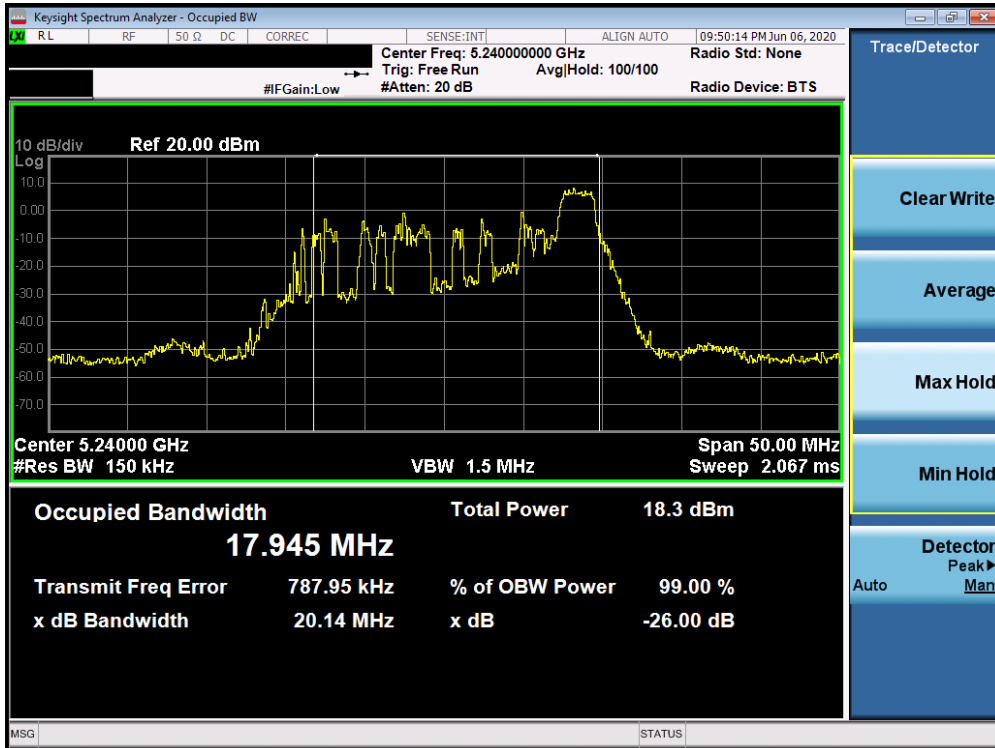 Keysight Spectrum Analyzer - Occupied BW
LXI RL RF 50 Ω DC CORREC SENSE:INT ALIGN AUTO 09:50:14 PM Jun 06, 2020
Center Freq: 5.240000000 GHz Radio Std: None
Trig: Free Run Avg|Hold: 100/100
#IFGain:Low #Atten: 20 dB Radio Device: BTS
Trace/Detector
10 dB/div Ref 20.00 dBm
Log
10.0
0.00
-10.0
-20.0
-30.0
-40.0
-50.0
-60.0
-70.0
Center 5.24000 GHz Span 50.00 MHz
#Res BW 150 kHz VBW 1.5 MHz Sweep 2.067 ms
Occupied Bandwidth Total Power 18.3 dBm
17.945 MHz
Transmit Freq Error 787.95 kHz % of OBW Power 99.00 %
x dB Bandwidth 20.14 MHz x dB -26.00 dB
Clear Write
Average
Max Hold
Min Hold
Detector
Peak▶
Auto Man
MSG STATUS